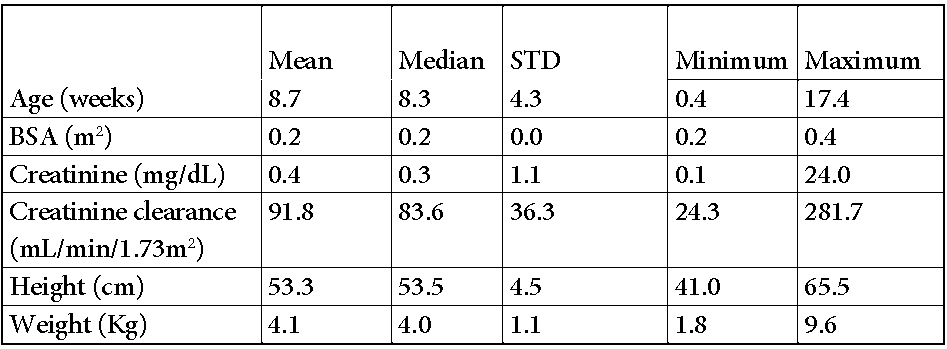 Mean Median STD Minimum Maximum
Age (weeks) 8.7 8.3 4.3 0.4 17.4
BSA (m²) 0.2 0.2 0.0 0.2 0.4
Creatinine (mg/dL) 0.4 0.3 1.1 0.1 24.0
Creatinine clearance 91.8 83.6 36.3 24.3 281.7
(mL/min/1.73m²)
Height (cm) 53.3 53.5 4.5 41.0 65.5
Weight (Kg) 4.1 4.0 1.1 1.8 9.6